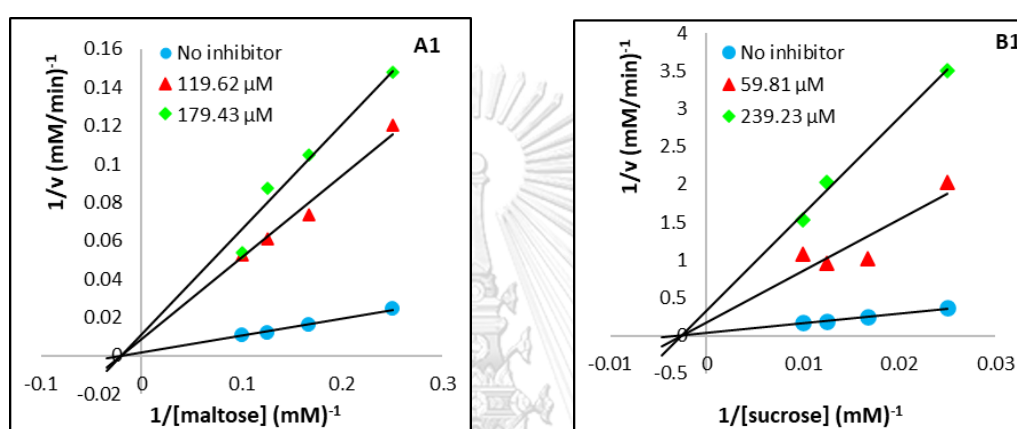 A1
No inhibitor
119.62 µM
179.43 µM
1/v (mM/min)-1
0.16
0.14
0.12
0.1
0.08
0.06
0.04
0.02
0
-0.02
-0.1
0
0.1
0.2
0.3
1/[maltose] (mM)-1
B1
No inhibitor
59.81 µM
239.23 µM
1/v (mM/min)-1
4
3.5
3
2.5
2
1.5
1
0.5
0
-0.5
-0.01
0
0.01
0.02
0.03
1/[sucrose] (mM)-1